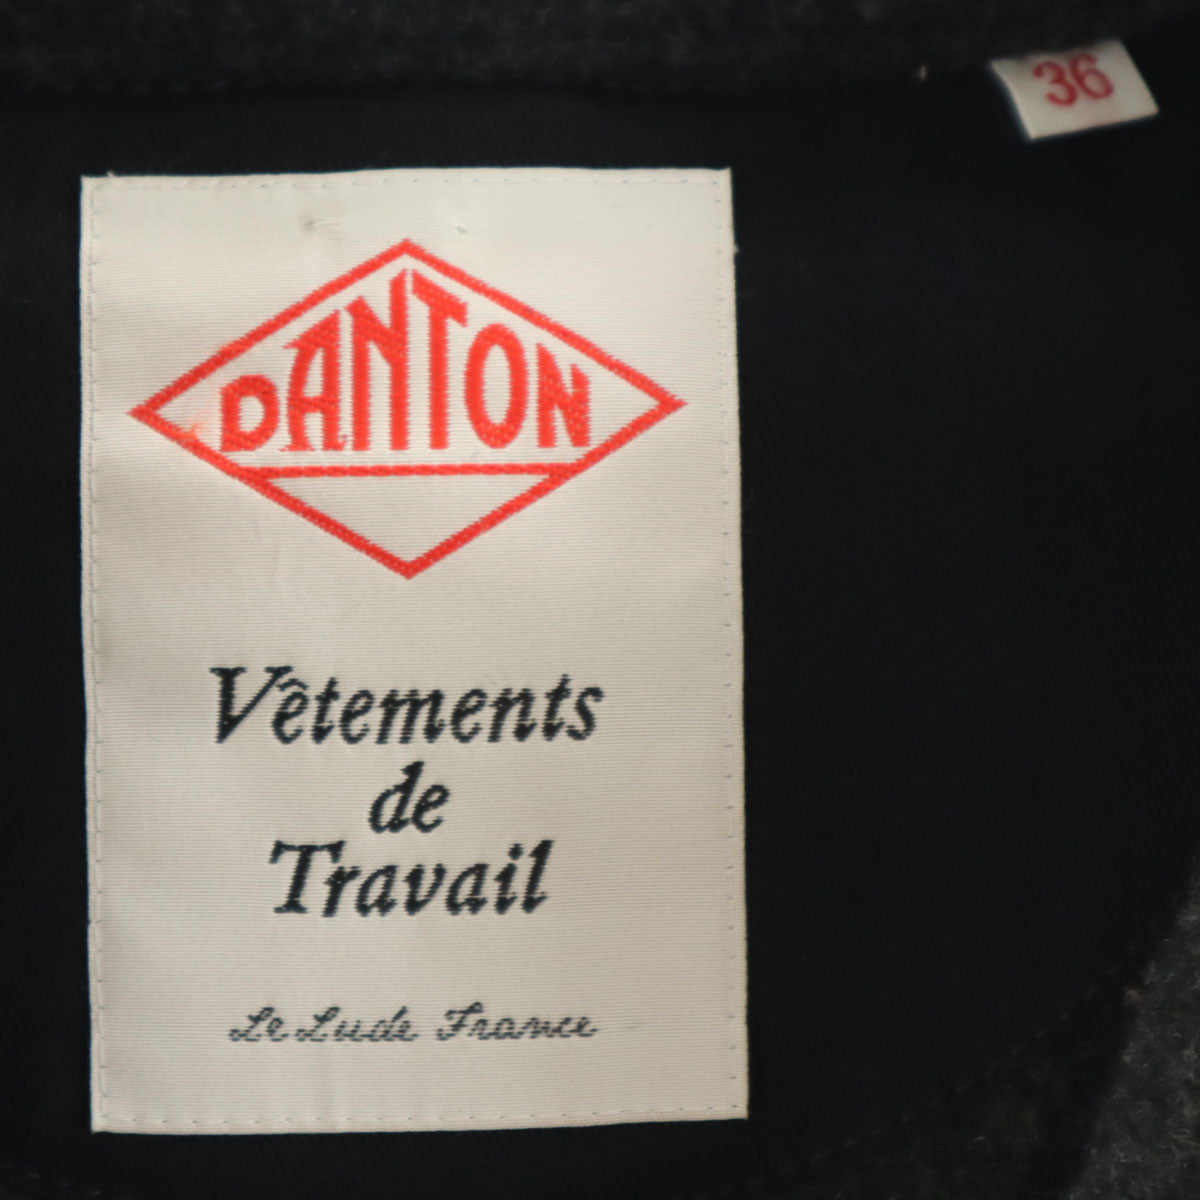 36
DANTON
Vêtements
de
Travail
Le Lude France